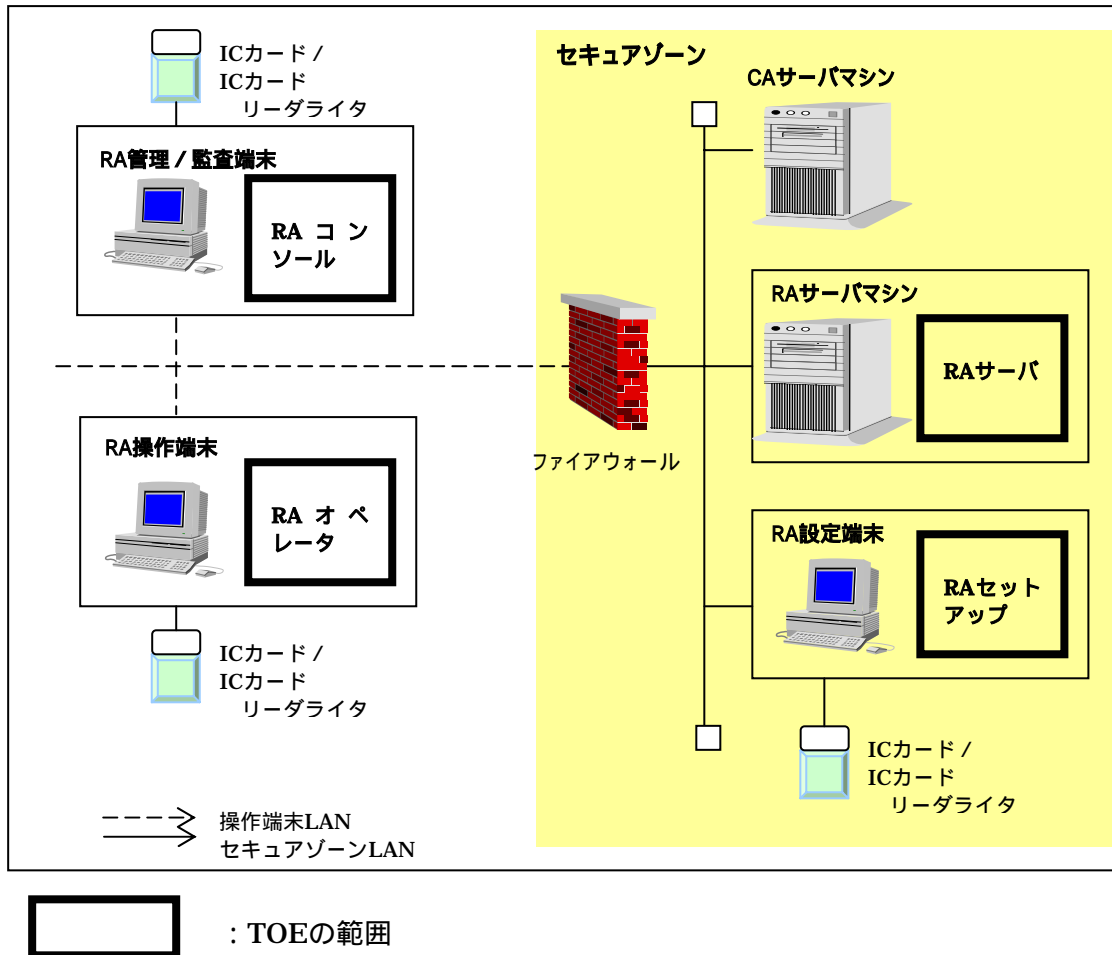 ICカード /
ICカード
リーダライタ
RA管理 / 監査端末
RA コ ン
ソール
RA操作端末
RA オ ペ
レータ
ICカード /
ICカード
リーダライタ
操作端末LAN
セキュアゾーンLAN
セキュアゾーン
CAサーバマシン
RAサーバマシン
RAサーバ
ファイアウォール
RA設定端末
RAセット
アップ
ICカード /
ICカード
リーダライタ
: TOEの範囲